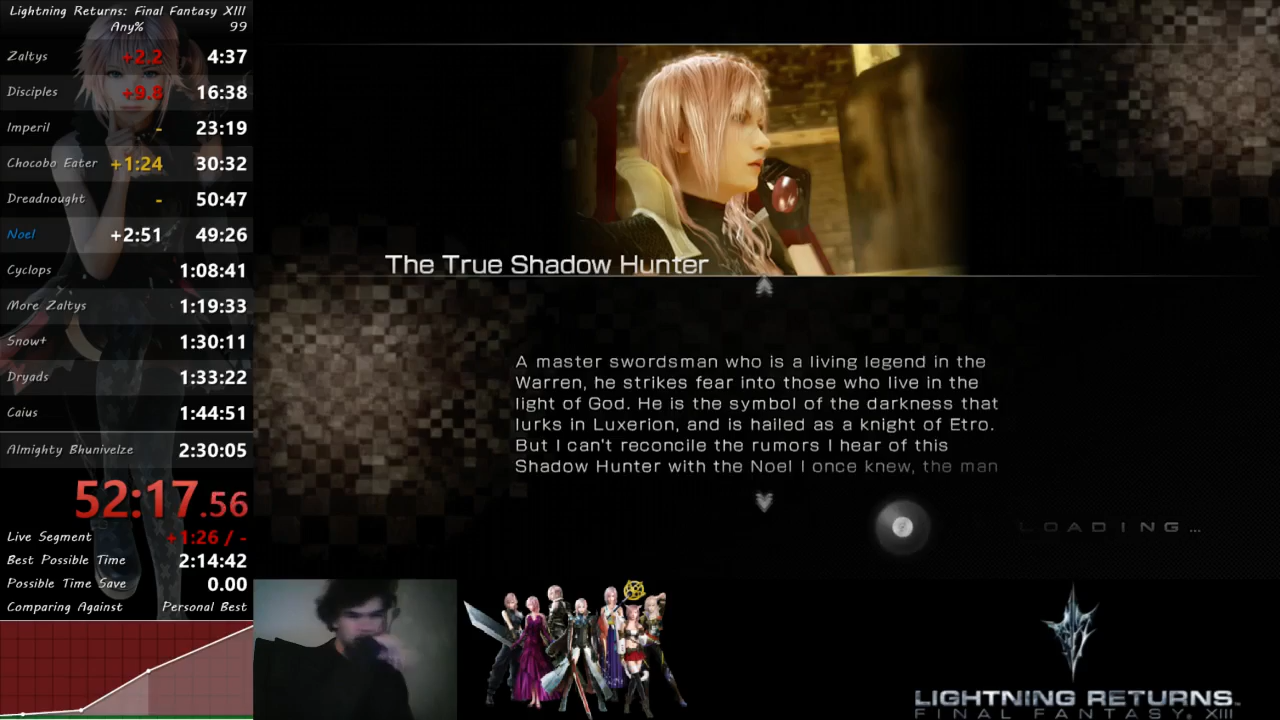 Lightning Returns: Final Fantasy XIII
Any% 99
Zaltys +2.2 4:37
Disciples +9.8 16:38
Imperil - 23:19
Chocobo Eater +1:24 30:32
Dreadnought - 50:47
Noel +2:51 49:26
Cyclops 1:08:41
More Zaltys 1:19:33
Snow+ 1:30:11
Dryads 1:33:22
Caius 1:44:51
Almighty Bhunivelze 2:30:05
52:17.56
Live Segment +1:26 / -
Best Possible Time 2:14:42
Possible Time Save 0.00
Comparing Against Personal Best
The True Shadow Hunter
A master swordsman who is a living legend in the
Warren, he strikes fear into those who live in the
light of God. He is the symbol of the darkness that
lurks in Luxerion, and is hailed as a knight of Etro.
But I can't reconcile the rumors I hear of this
Shadow Hunter with the Noel I once knew, the man
LOADING...
LIGHTNING RETURNS
FINAL FANTASY XIII